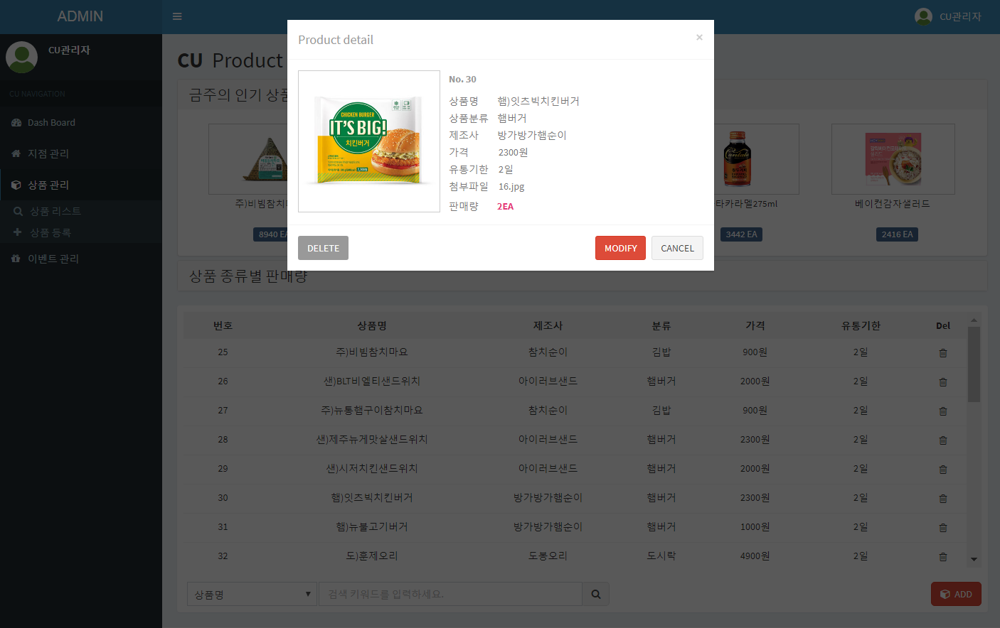 ADMIN
CU관리자
CU관리자
CU NAVIGATION
Dash Board
지점 관리
상품 관리
상품 리스트
상품 등록
이벤트 관리
CU Product
금주의 인기 상품
주)비빔참치
8940 EA
타카라멜275ml
3442 EA
베이컨감자샐러드
2416 EA
Product detail
×
CHICKEN BURGER
IT'S BIG!
치킨버거
No. 30
상품명 햄)잇츠빅치킨버거
상품분류 햄버거
제조사 방가방가햄순이
가격 2300원
유통기한 2일
첨부파일 16.jpg
판매량 2EA
DELETE
MODIFY
CANCEL
상품 종류별 판매량
번호 상품명 제조사 분류 가격 유통기한 Del
25 주)비빔참치마요 참치순이 김밥 900원 2일
26 샌)BLT비엘티샌드위치 아이러브샌드 햄버거 2000원 2일
27 주)뉴통햄구이참치마요 참치순이 김밥 900원 2일
28 샌)제주뉴게맛살샌드위치 아이러브샌드 햄버거 2300원 2일
29 샌)시저치킨샌드위치 아이러브샌드 햄버거 2000원 2일
30 햄)잇츠빅치킨버거 방가방가햄순이 햄버거 2300원 2일
31 햄)뉴불고기버거 방가방가햄순이 햄버거 1000원 2일
32 도)훈제오리 도봉오리 도시락 4900원 2일
상품명
검색 키워드를 입력하세요.
ADD